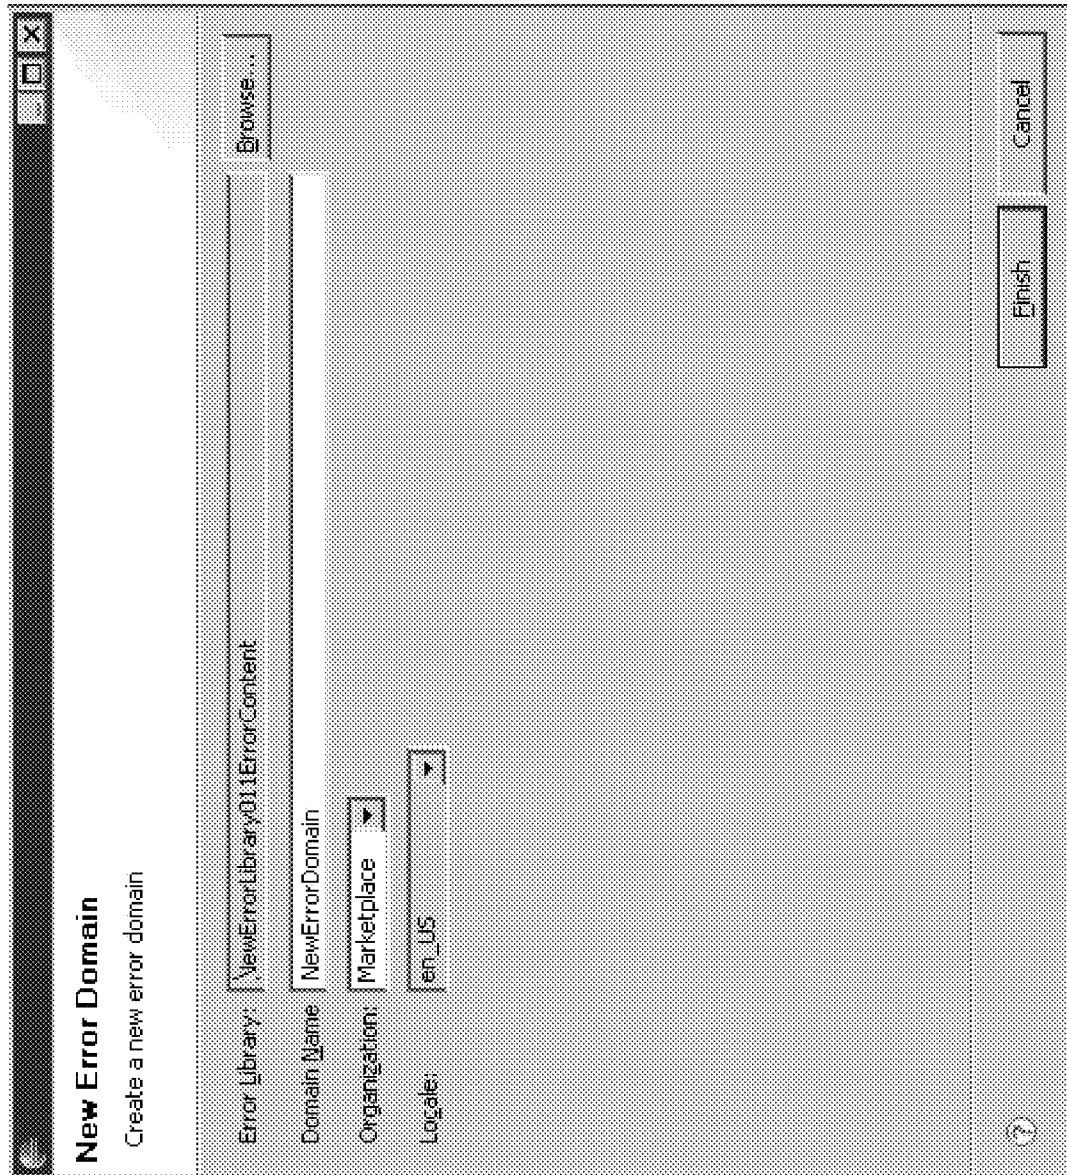 New Error Domain
Create a new error domain
Error Library: \NewErrorLibrary011ErrorContent Browse...
Domain Name NewErrorDomain
Organization: Marketplace
Locale: en_US
Finish Cancel